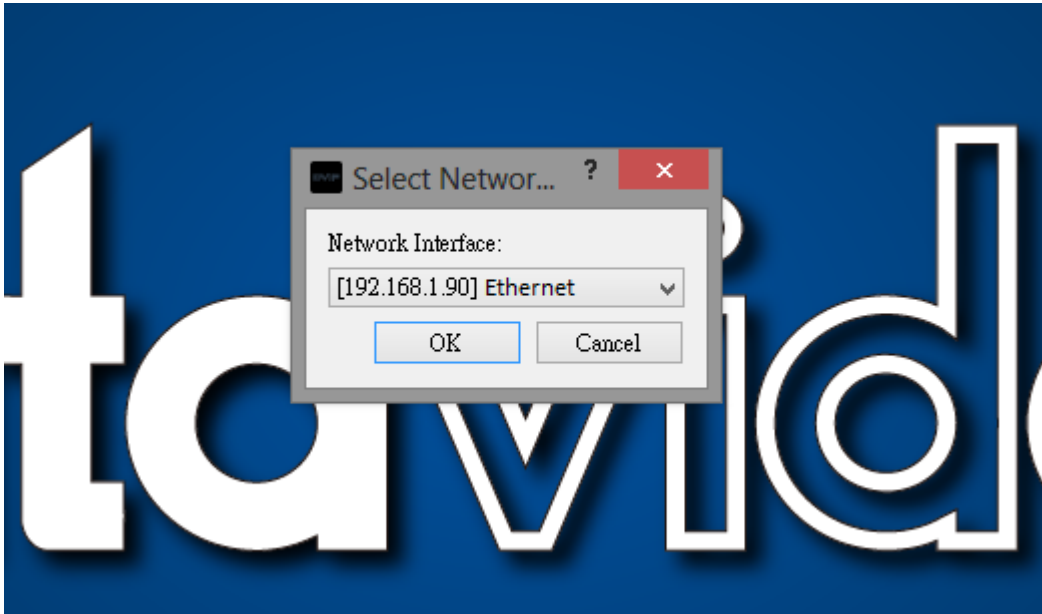 Select Networ... ?
Network Interface:
[192.168.1.90] Ethernet
OK Cancel
tavid